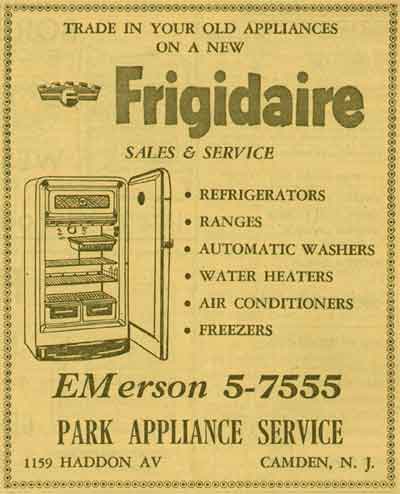 TRADE IN YOUR OLD APPLIANCES
ON A NEW
F
Frigidaire
SALES & SERVICE
• REFRIGERATORS
• RANGES
• AUTOMATIC WASHERS
• WATER HEATERS
• AIR CONDITIONERS
• FREEZERS
EMerson 5-7555
PARK APPLIANCE SERVICE
1159 HADDON AV CAMDEN, N. J.